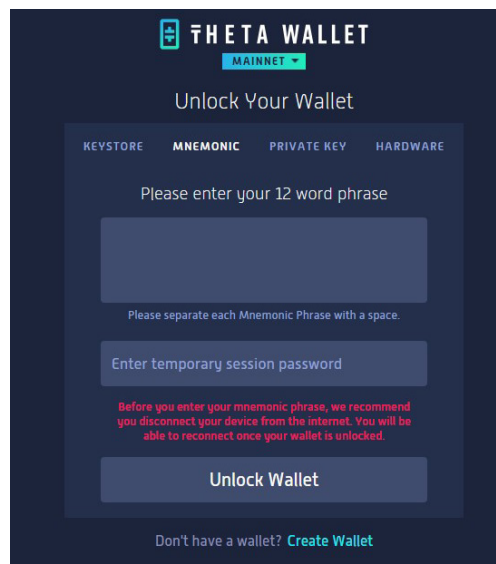 THETA WALLET
MAINNET
Unlock Your Wallet
KEYSTORE MNEMONIC PRIVATE KEY HARDWARE
Please enter your 12 word phrase
Please separate each Mnemonic Phrase with a space.
Enter temporary session password
Before you enter your mnemonic phrase, we recommend
you disconnect your device from the internet. You will be
able to reconnect once your wallet is unlocked.
Unlock Wallet
Don't have a wallet? Create Wallet